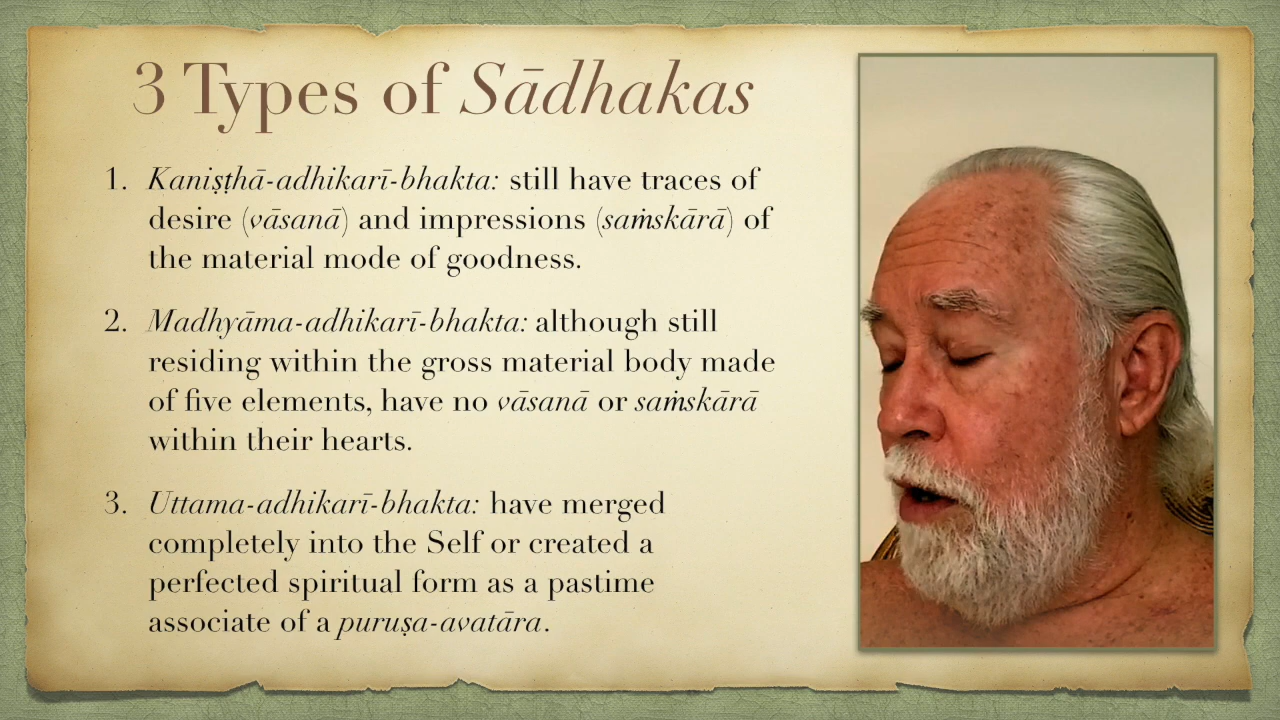 3 Types of Sādhakas
1. Kaniṣṭhā-adhikarī-bhakta: still have traces of
desire (vāsanā) and impressions (saṁskārā) of
the material mode of goodness.
2. Madhyāma-adhikarī-bhakta: although still
residing within the gross material body made
of five elements, have no vāsanā or saṁskārā
within their hearts.
3. Uttama-adhikarī-bhakta: have merged
completely into the Self or created a
perfected spiritual form as a pastime
associate of a puruṣa-avatāra.